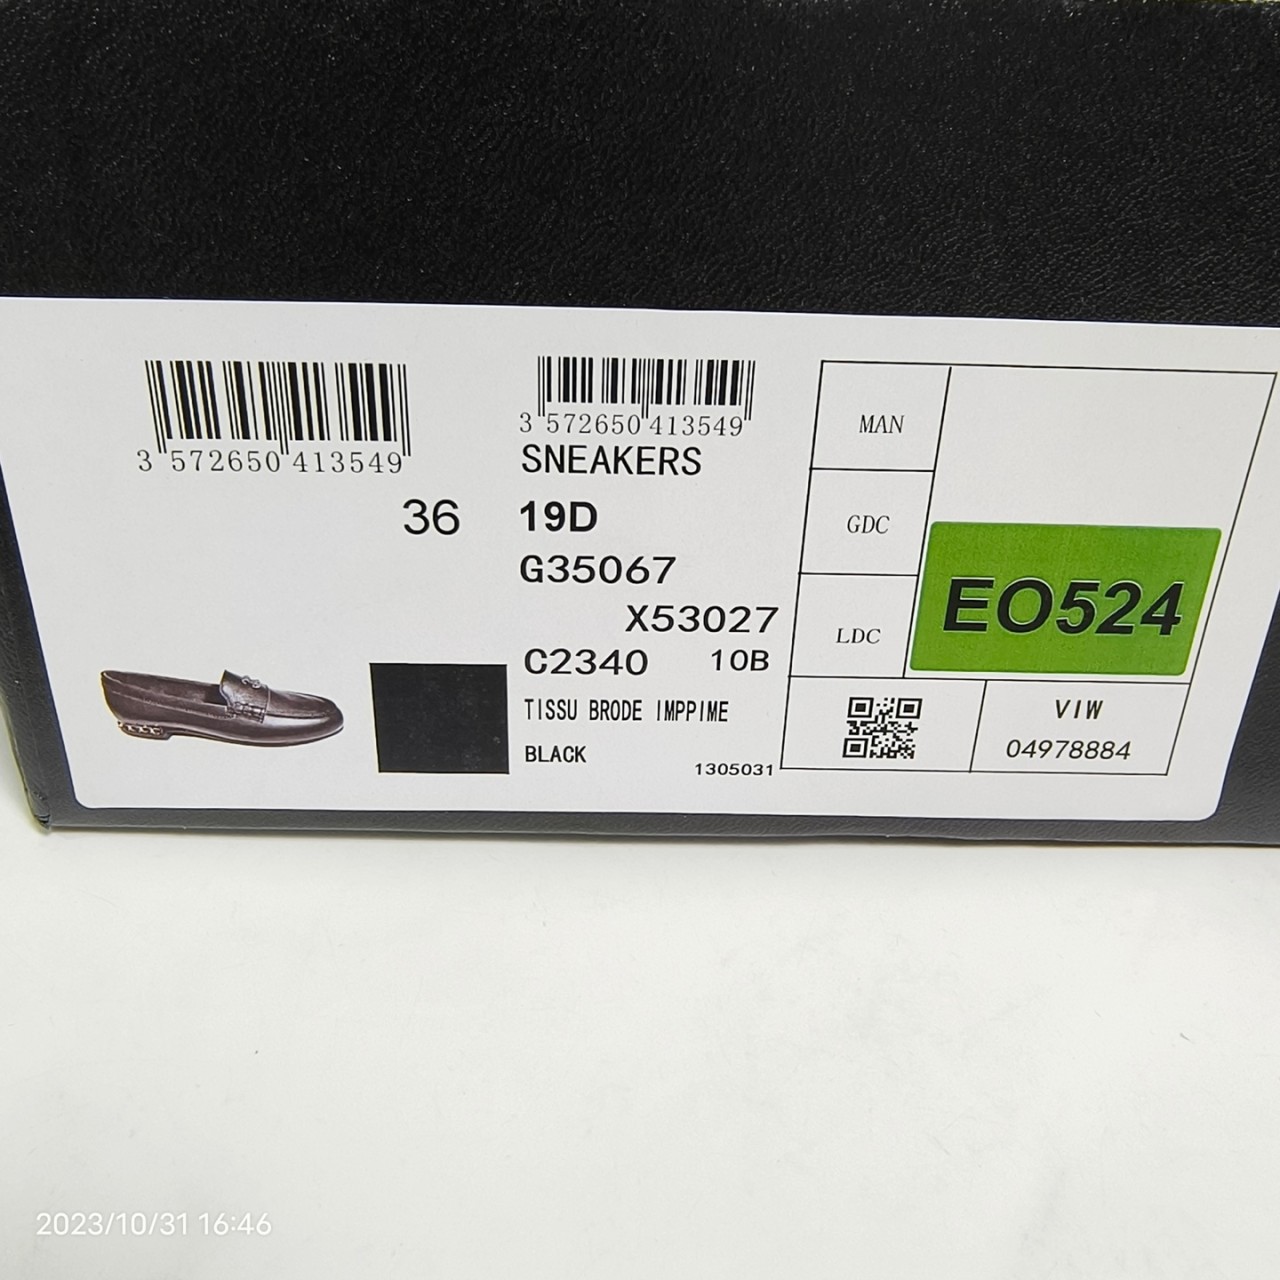 3 572650 413549
36
3 572650 413549
SNEAKERS
19D
G35067
X53027
C2340 10B
TISSU BRODE IMPPIME
BLACK
1305031
MAN
GDC
LDC
EO524
VIW
04978884
2023/10/31 16:46